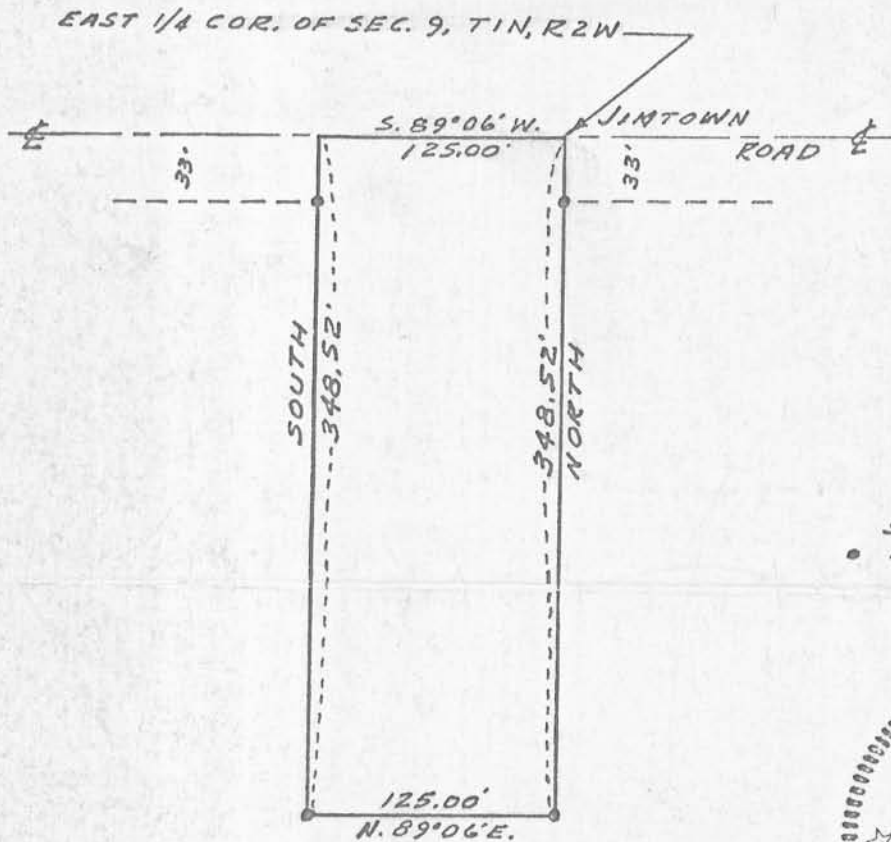 EAST 1/4 COR. OF SEC. 9, T1N, R2W
S. 89°06' W.
125.00'
JIMTOWN
ROAD
33'
33'
SOUTH
348.52'
348.52'
NORTH
125.00'
N. 89°06' E.